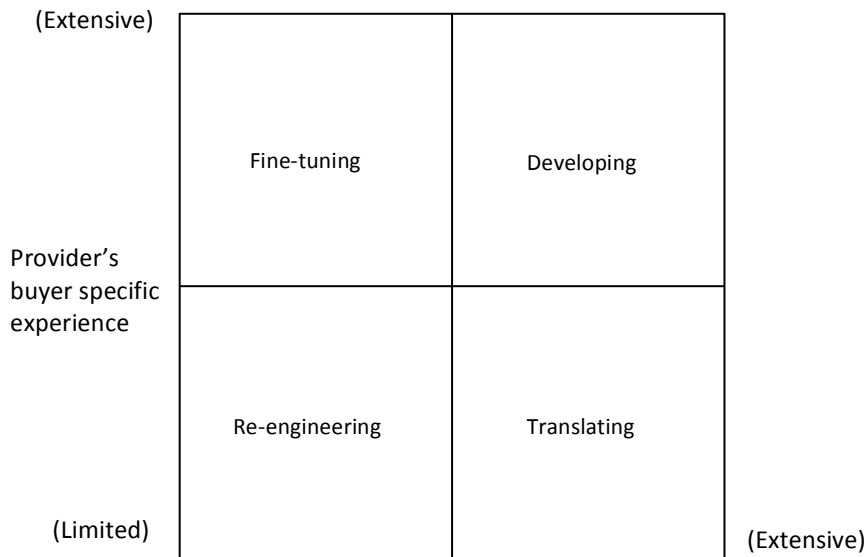 (Extensive)
Fine-tuning
Developing
Provider’s
buyer specific
experience
Re-engineering
Translating
(Limited)
(Extensive)